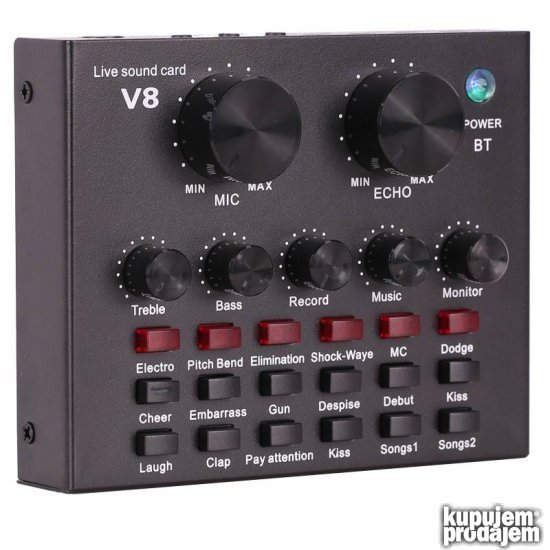 Live sound card
V8
POWER
BT
MIN MAX
MIC
MIN MAX
ECHO
Treble Bass Record Music Monitor
Electro Pitch Bend Elimination Shock-Waye MC Dodge
Cheer Embarrass Gun Despise Debut Kiss
Laugh Clap Pay attention Kiss Songs1 Songs2
kupujem
prodajem